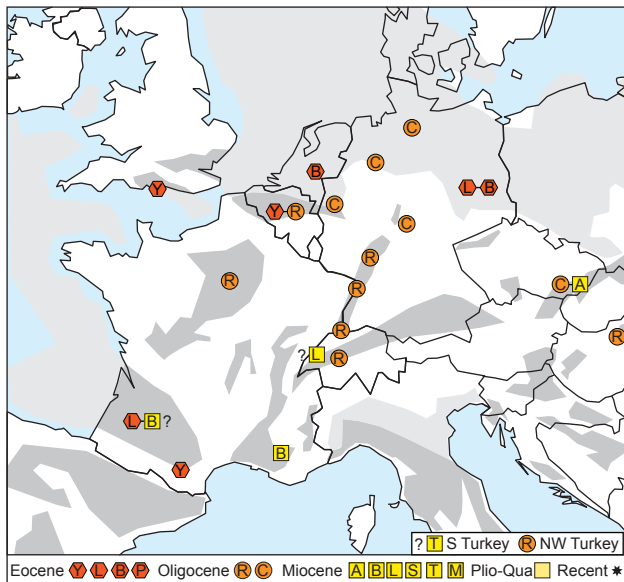 C
C
B
L B
Y
C
Y R
C
R
R
C A
R
R
R
? L
R
L B ?
B
Y
? T S Turkey R NW Turkey
Eocene Y L B P Oligocene R C Miocene A B L S T M Plio-Qua Recent *